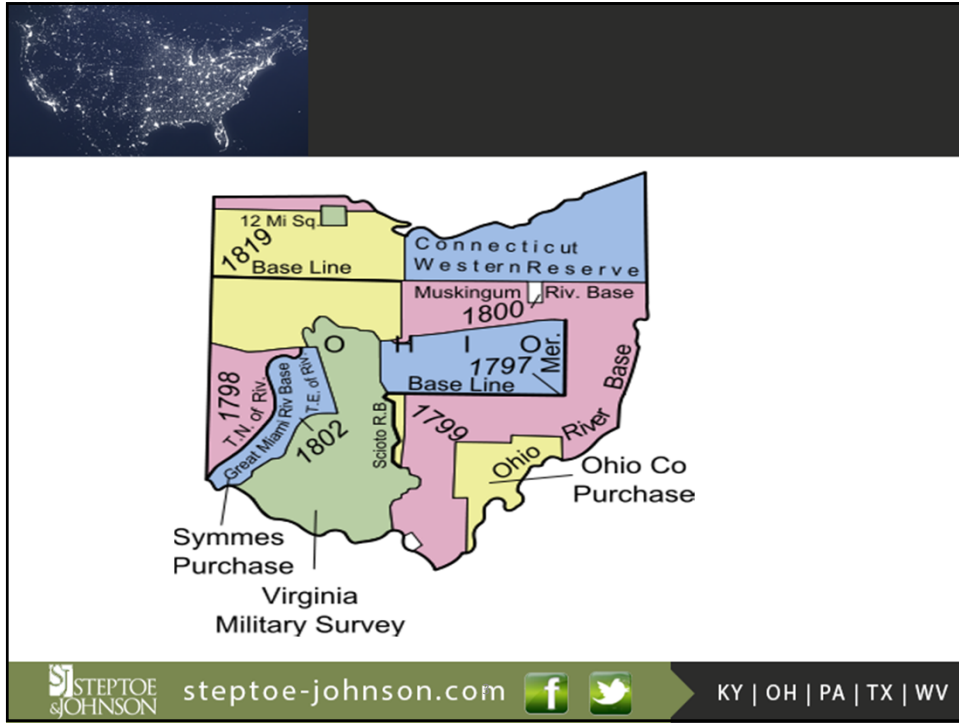 12 Mi Sq.
1819
Base Line
Connecticut
Western Reserve
Muskingum Riv. Base
1800
O H I O
1797
Mer.
Base Line
1798
T.N. of Riv.
Great Miami Riv Base
T.E. of Riv.
1802
Scioto R.B
1799
Ohio River Base
Ohio Co
Purchase
Symmes
Purchase
Virginia
Military Survey
SJ STEPTOE
&JOHNSON
steptoe-johnson.com
f
KY | OH | PA | TX | WV